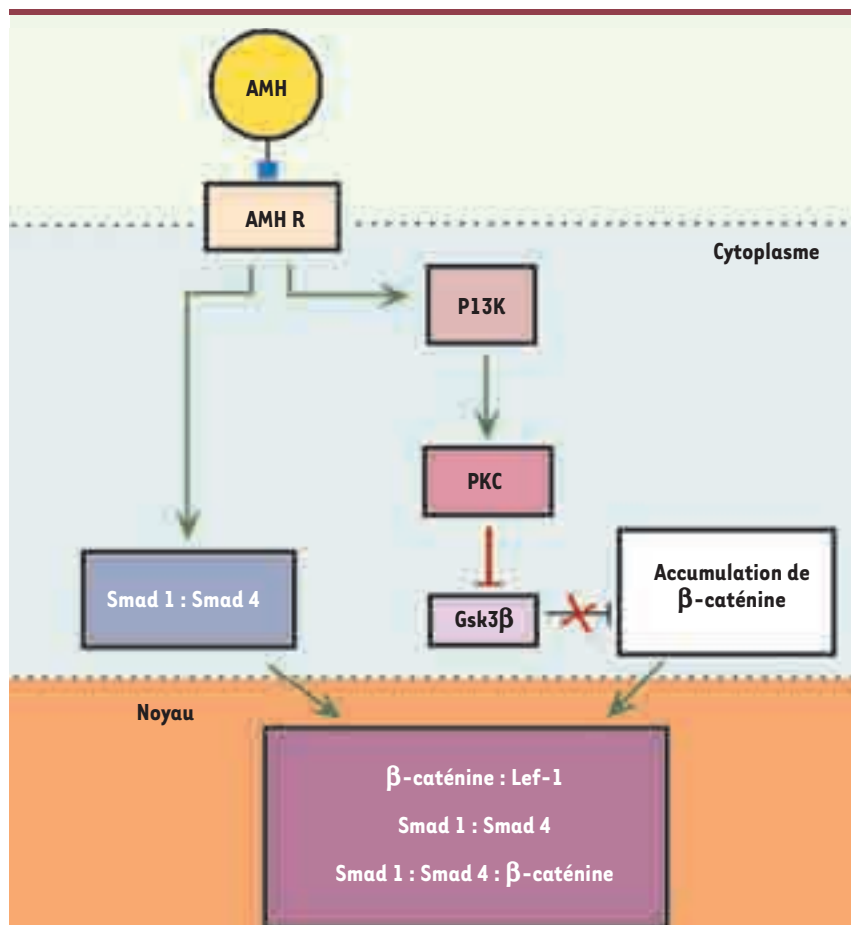 AMH
AMH R
Cytoplasme
P13K
PKC
Smad 1 : Smad 4
Gsk3β
Accumulation de
β-caténine
Noyau
β-caténine : Lef-1
Smad 1 : Smad 4
Smad 1 : Smad 4 : β-caténine